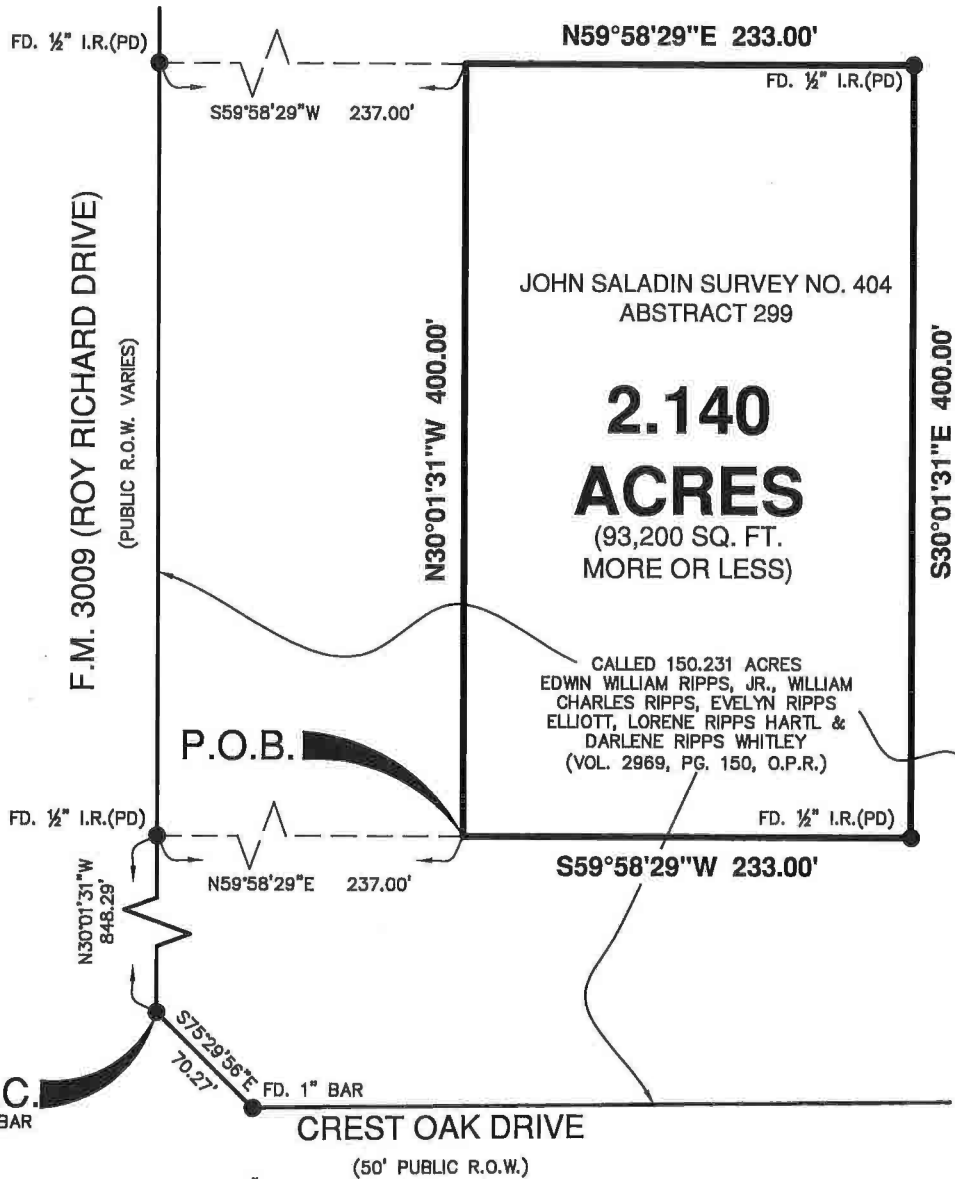 FD. ½" I.R.(PD)
N59°58'29"E 233.00'
FD. ½" I.R.(PD)
S59°58'29"W 237.00'
F.M. 3009 (ROY RICHARD DRIVE)
(PUBLIC R.O.W. VARIES)
N30°01'31"W 400.00'
JOHN SALADIN SURVEY NO. 404
ABSTRACT 299
2.140
ACRES
(93,200 SQ. FT.
MORE OR LESS)
S30°01'31"E 400.00'
CALLED 150.231 ACRES
EDWIN WILLIAM RIPPS, JR., WILLIAM
CHARLES RIPPS, EVELYN RIPPS
ELLIOTT, LORENE RIPPS HARTL &
DARLENE RIPPS WHITLEY
(VOL. 2969, PG. 150, O.P.R.)
P.O.B.
FD. ½" I.R.(PD)
FD. ½" I.R.(PD)
N59°58'29"E 237.00'
S59°58'29"W 233.00'
N30°01'31"W
848.29'
S75°29'56"E
70.27'
FD. 1" BAR
C.
BAR
CREST OAK DRIVE
(50' PUBLIC R.O.W.)